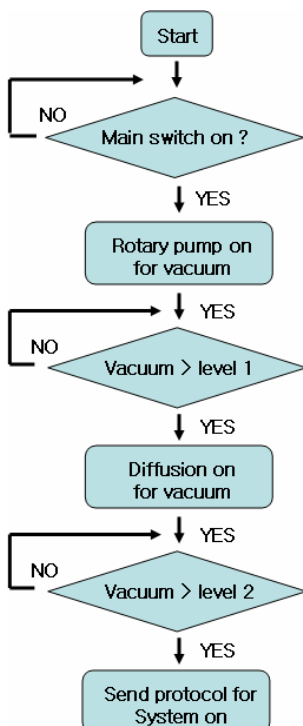 Start
NO
Main switch on ?
YES
Rotary pump on
for vacuum
YES
NO
Vacuum > level 1
YES
Diffusion on
for vacuum
YES
NO
Vacuum > level 2
YES
Send protocol for
System on